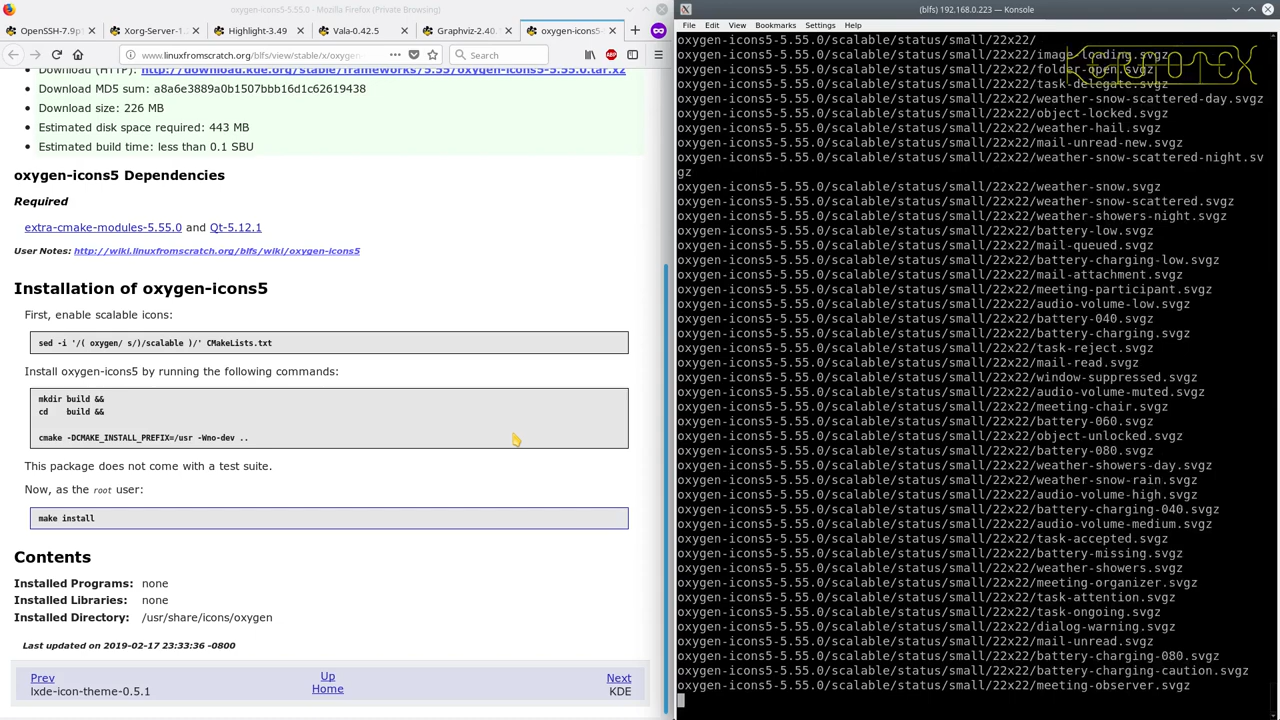 oxygen-icons5-5.55.0 - Mozilla Firefox (Private Browsing)
OpenSSH-7.9p
Xorg-Server-1
Highlight-3.49
Vala-0.42.5
Graphviz-2.40
oxygen-icons5
www.linuxfromscratch.org/blfs/view/stable/x/oxygen
Search
Download (HTTP): http://download.kde.org/stable/frameworks/5.55/oxygen-icons5-5.55.0.tar.xz
Download MD5 sum: a8a6e3889a0b1507bbb16d1c62619438
Download size: 226 MB
Estimated disk space required: 443 MB
Estimated build time: less than 0.1 SBU
oxygen-icons5 Dependencies
Required
extra-cmake-modules-5.55.0 and Qt-5.12.1
User Notes: http://wiki.linuxfromscratch.org/blfs/wiki/oxygen-icons5
Installation of oxygen-icons5
First, enable scalable icons:
sed -i '/( oxygen/ s/)/scalable )/' CMakeLists.txt
Install oxygen-icons5 by running the following commands:
mkdir build &&
cd    build &&
cmake -DCMAKE_INSTALL_PREFIX=/usr -Wno-dev ..
This package does not come with a test suite.
Now, as the root user:
make install
Contents
Installed Programs: none
Installed Libraries: none
Installed Directory: /usr/share/icons/oxygen
Last updated on 2019-02-17 23:33:36 -0800
Prev
lxde-icon-theme-0.5.1
Up
Home
Next
KDE
(blfs) 192.168.0.223 — Konsole
File Edit View Bookmarks Settings Help
oxygen-icons5-5.55.0/scalable/status/small/22x22/
oxygen-icons5-5.55.0/scalable/status/small/22x22/image-loading.svgz
oxygen-icons5-5.55.0/scalable/status/small/22x22/folder-open.svgz
oxygen-icons5-5.55.0/scalable/status/small/22x22/task-delegate.svgz
oxygen-icons5-5.55.0/scalable/status/small/22x22/weather-snow-scattered-day.svgz
oxygen-icons5-5.55.0/scalable/status/small/22x22/object-locked.svgz
oxygen-icons5-5.55.0/scalable/status/small/22x22/weather-hail.svgz
oxygen-icons5-5.55.0/scalable/status/small/22x22/mail-unread-new.svgz
oxygen-icons5-5.55.0/scalable/status/small/22x22/weather-snow-scattered-night.sv
gz
oxygen-icons5-5.55.0/scalable/status/small/22x22/weather-snow.svgz
oxygen-icons5-5.55.0/scalable/status/small/22x22/weather-snow-scattered.svgz
oxygen-icons5-5.55.0/scalable/status/small/22x22/weather-showers-night.svgz
oxygen-icons5-5.55.0/scalable/status/small/22x22/battery-low.svgz
oxygen-icons5-5.55.0/scalable/status/small/22x22/mail-queued.svgz
oxygen-icons5-5.55.0/scalable/status/small/22x22/battery-charging-low.svgz
oxygen-icons5-5.55.0/scalable/status/small/22x22/mail-attachment.svgz
oxygen-icons5-5.55.0/scalable/status/small/22x22/meeting-participant.svgz
oxygen-icons5-5.55.0/scalable/status/small/22x22/audio-volume-low.svgz
oxygen-icons5-5.55.0/scalable/status/small/22x22/battery-040.svgz
oxygen-icons5-5.55.0/scalable/status/small/22x22/battery-charging.svgz
oxygen-icons5-5.55.0/scalable/status/small/22x22/task-reject.svgz
oxygen-icons5-5.55.0/scalable/status/small/22x22/mail-read.svgz
oxygen-icons5-5.55.0/scalable/status/small/22x22/window-suppressed.svgz
oxygen-icons5-5.55.0/scalable/status/small/22x22/audio-volume-muted.svgz
oxygen-icons5-5.55.0/scalable/status/small/22x22/meeting-chair.svgz
oxygen-icons5-5.55.0/scalable/status/small/22x22/battery-060.svgz
oxygen-icons5-5.55.0/scalable/status/small/22x22/object-unlocked.svgz
oxygen-icons5-5.55.0/scalable/status/small/22x22/battery-080.svgz
oxygen-icons5-5.55.0/scalable/status/small/22x22/weather-showers-day.svgz
oxygen-icons5-5.55.0/scalable/status/small/22x22/weather-snow-rain.svgz
oxygen-icons5-5.55.0/scalable/status/small/22x22/audio-volume-high.svgz
oxygen-icons5-5.55.0/scalable/status/small/22x22/battery-charging-040.svgz
oxygen-icons5-5.55.0/scalable/status/small/22x22/audio-volume-medium.svgz
oxygen-icons5-5.55.0/scalable/status/small/22x22/task-accepted.svgz
oxygen-icons5-5.55.0/scalable/status/small/22x22/battery-missing.svgz
oxygen-icons5-5.55.0/scalable/status/small/22x22/weather-showers.svgz
oxygen-icons5-5.55.0/scalable/status/small/22x22/meeting-organizer.svgz
oxygen-icons5-5.55.0/scalable/status/small/22x22/task-attention.svgz
oxygen-icons5-5.55.0/scalable/status/small/22x22/task-ongoing.svgz
oxygen-icons5-5.55.0/scalable/status/small/22x22/dialog-warning.svgz
oxygen-icons5-5.55.0/scalable/status/small/22x22/mail-unread.svgz
oxygen-icons5-5.55.0/scalable/status/small/22x22/battery-charging-080.svgz
oxygen-icons5-5.55.0/scalable/status/small/22x22/battery-charging-caution.svgz
oxygen-icons5-5.55.0/scalable/status/small/22x22/meeting-observer.svgz